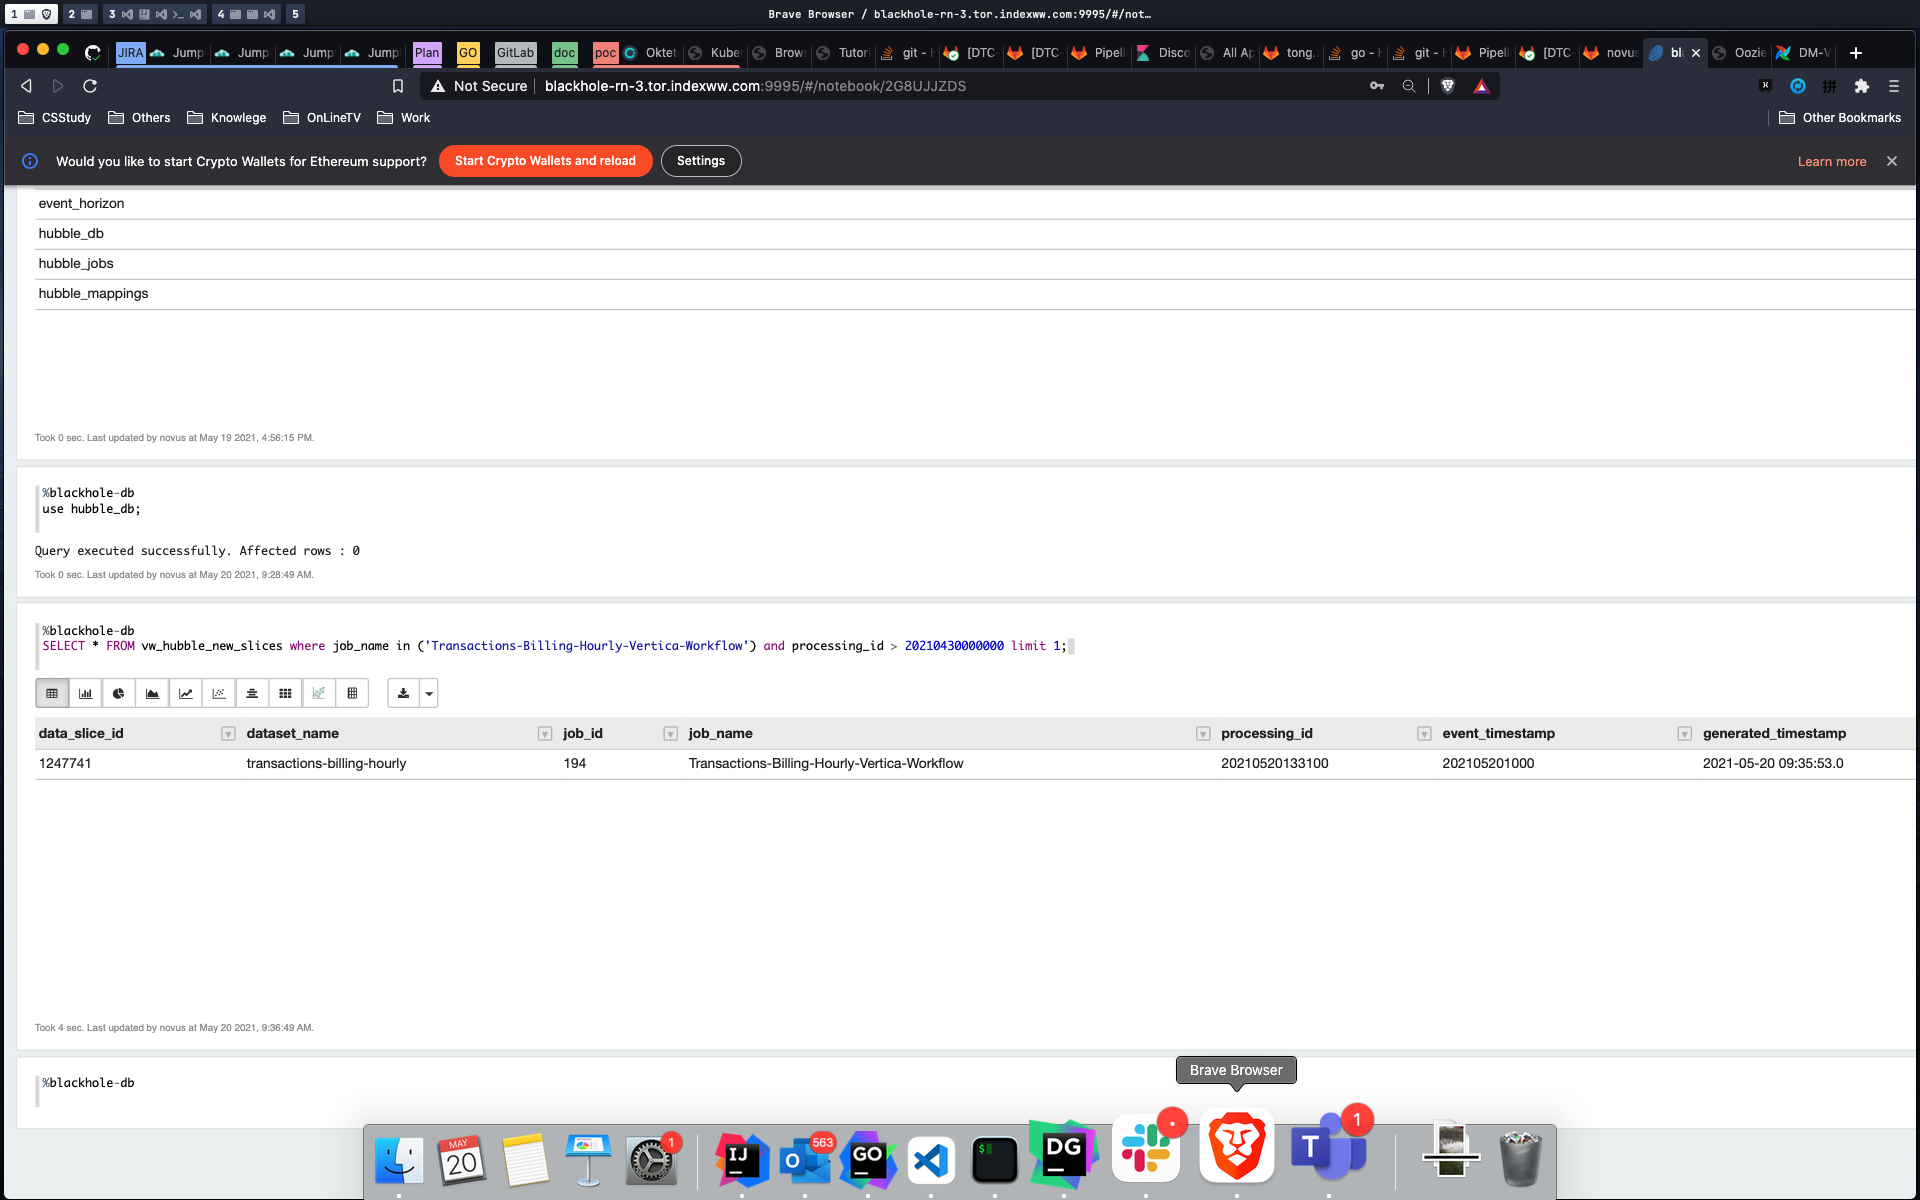 1 2 3 4 5
Brave Browser / blackhole-rn-3.tor.indexww.com:9995/#/not…
JIRA Jump Jump Jump Jump Plan GO GitLab doc poc Oktet Kube Brow Tutori git - [DTC- [DTC- Pipeli Disco All Ap tong. go - git - Pipeli [DTC- novus bl Oozie DM-V
Not Secure blackhole-rn-3.tor.indexww.com:9995/#/notebook/2G8UJJZDS
CSStudy Others Knowlege OnLineTV Work Other Bookmarks
Would you like to start Crypto Wallets for Ethereum support? Start Crypto Wallets and reload Settings Learn more
event_horizon
hubble_db
hubble_jobs
hubble_mappings
Took 0 sec. Last updated by novus at May 19 2021, 4:56:15 PM.
%blackhole-db
use hubble_db;
Query executed successfully. Affected rows : 0
Took 0 sec. Last updated by novus at May 20 2021, 9:28:49 AM.
%blackhole-db
SELECT * FROM vw_hubble_new_slices where job_name in ('Transactions-Billing-Hourly-Vertica-Workflow') and processing_id > 20210430000000 limit 1;
data_slice_id dataset_name job_id job_name processing_id event_timestamp generated_timestamp
1247741 transactions-billing-hourly 194 Transactions-Billing-Hourly-Vertica-Workflow 20210520133100 202105201000 2021-05-20 09:35:53.0
Took 4 sec. Last updated by novus at May 20 2021, 9:36:49 AM.
%blackhole-db
Brave Browser
MAY
20
1
IJ
563
GO
$
DG
T
1